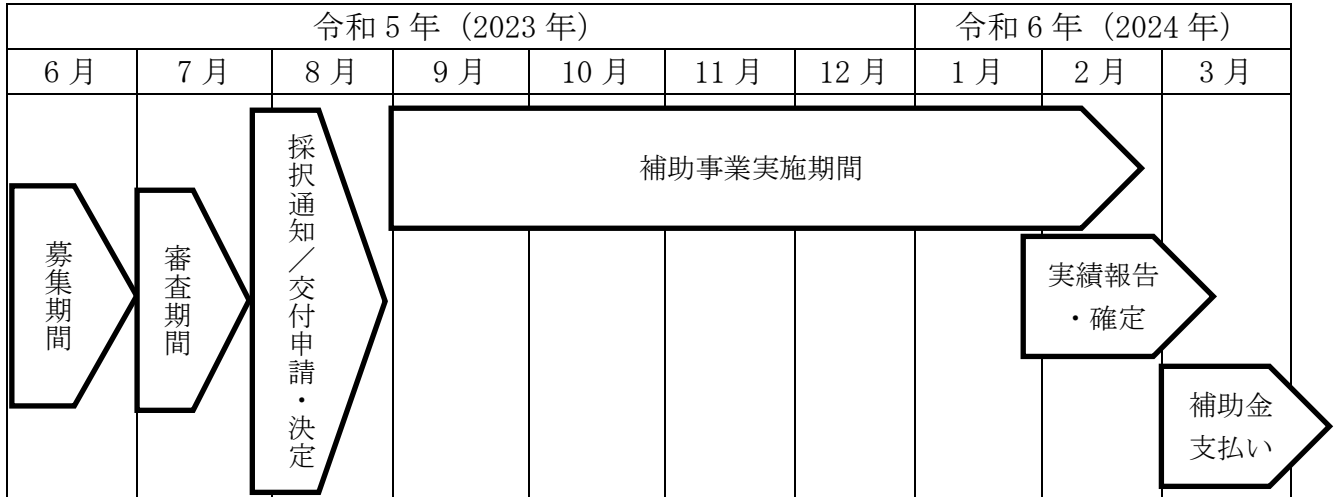 令和5年（2023年）
令和6年（2024年）
6月
7月
8月
9月
10月
11月
12月
1月
2月
3月
募集期間
審査期間
採択通知／交付申請・決定
補助事業実施期間
実績報告
・確定
補助金
支払い